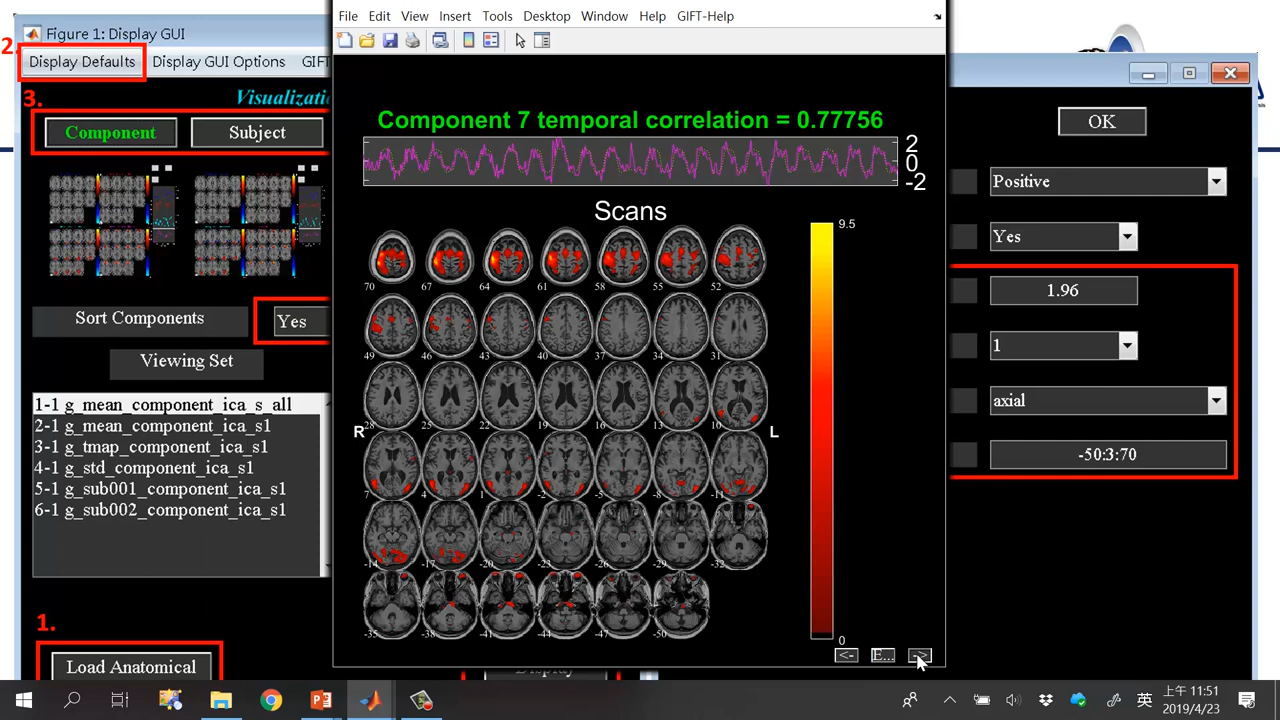 File Edit View Insert Tools Desktop Window Help GIFT-Help
Figure 1: Display GUI
2.
Display Defaults Display GUI Options GIFT
3.
Component Subject
Component 7 temporal correlation = 0.77756
2
0
-2
Scans
OK
Positive
Yes
1.96
1
axial
-50:3:70
9.5
0
70 67 64 61 58 55 52
49 46 43 40 37 34 31
28 25 22 19 16 13 10
R L
7 4 1 -2 -5 -8 -11
-14 -17 -20 -23 -26 -29 -32
-35 -38 -41 -44 -47 -50
Sort Components Yes
Viewing Set
1-1 g_mean_component_ica_s_all
2-1 g_mean_component_ica_s1
3-1 g_tmap_component_ica_s1
4-1 g_std_component_ica_s1
5-1 g_sub001_component_ica_s1
6-1 g_sub002_component_ica_s1
1.
Load Anatomical
Display
<- E... ->
英
上午 11:51
2019/4/23